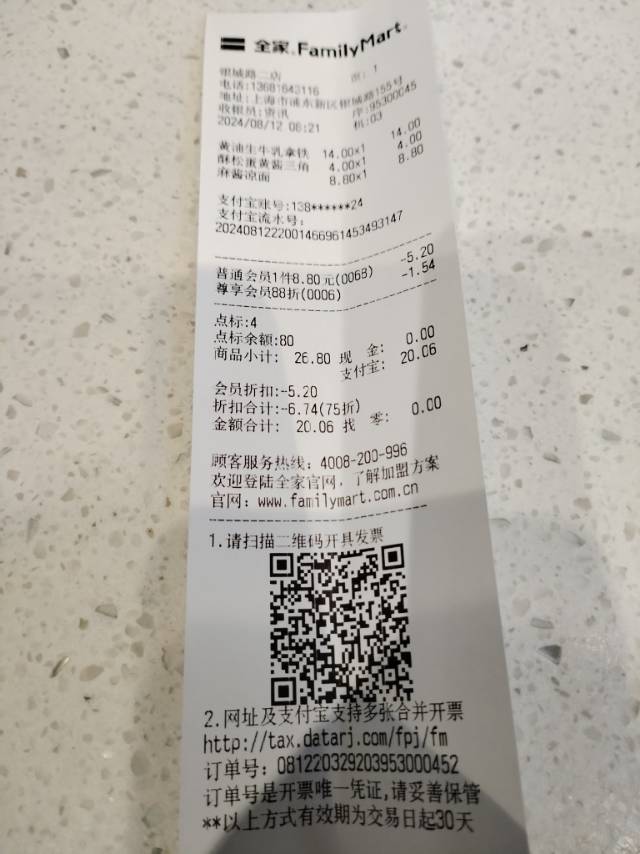 全家 FamilyMart
银城路二店 班: 1
电话:13681643116
地址:上海市浦东新区银城路155号
收银员:资讯 序:95300045
2024/08/12 06:21 机:03
黄油生牛乳拿铁 14.00×1 14.00
酥松蛋黄酱三角 4.00×1 4.00
麻酱凉面 8.80×1 8.80
支付宝账号:138******24
支付宝流水号:
2024081222001466961453493147
普通会员1件8.80元(0068) -5.20
尊享会员88折(0006) -1.54
点标:4
点标余额:80
商品小计: 26.80 现 金: 0.00
支付宝: 20.06
会员折扣:-5.20
折扣合计:-6.74(75折)
金额合计: 20.06 找 零: 0.00
顾客服务热线: 4008-200-996
欢迎登陆全家官网,了解加盟方案
官网: www.familymart.com.cn
1.请扫描二维码开具发票
2.网址及支付宝支持多张合并开票
http://tax.datarj.com/fpj/fm
订单号: 081220329203953000452
订单号是开票唯一凭证,请妥善保管
**以上方式有效期为交易日起30天